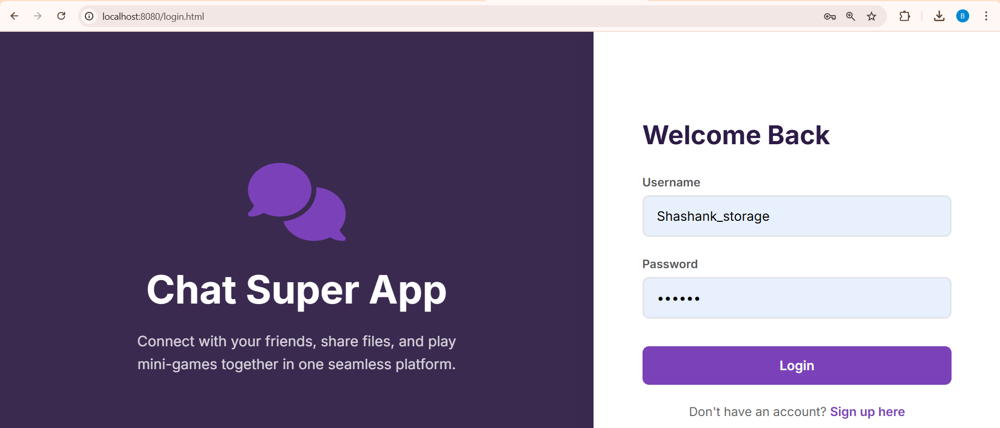 localhost:8080/login.html
B
Chat Super App
Connect with your friends, share files, and play
mini-games together in one seamless platform.
Welcome Back
Username
Shashank_storage
Password
••••••
Login
Don't have an account? Sign up here